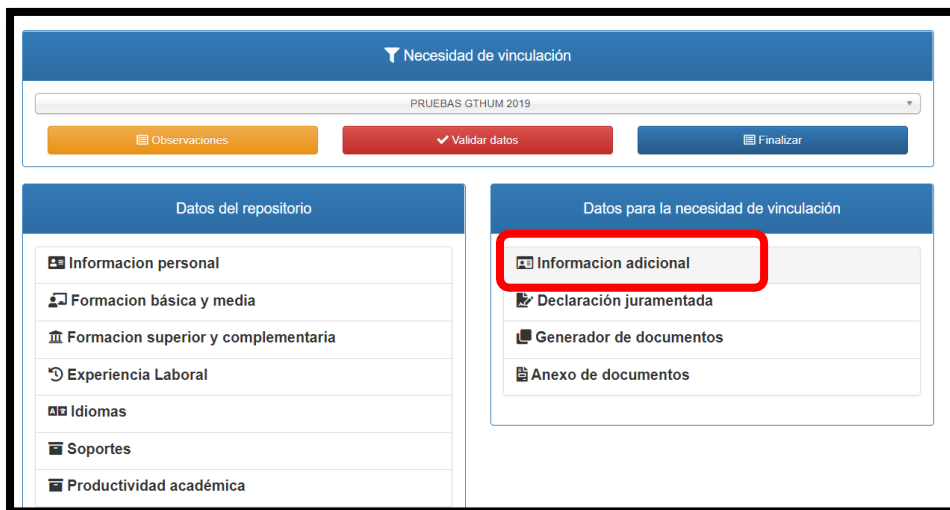 Necesidad de vinculación
PRUEBAS GTHUM 2019
Observaciones
Validar datos
Finalizar
Datos del repositorio
Informacion personal
Formacion básica y media
Formacion superior y complementaria
Experiencia Laboral
Idiomas
Soportes
Productividad académica
Datos para la necesidad de vinculación
Informacion adicional
Declaración juramentada
Generador de documentos
Anexo de documentos